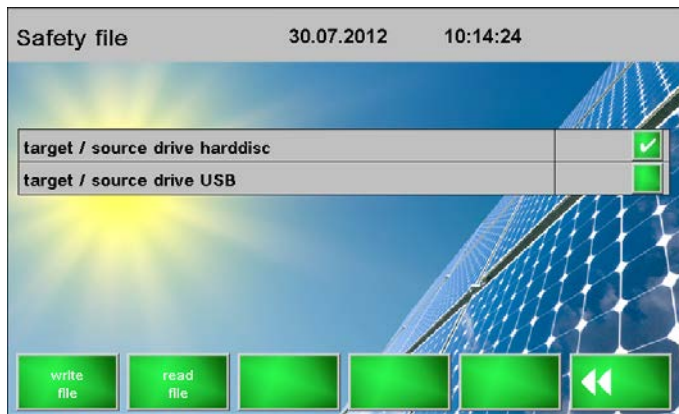 Safety file 30.07.2012 10:14:24
target / source drive harddisc
target / source drive USB
write
file
read
file